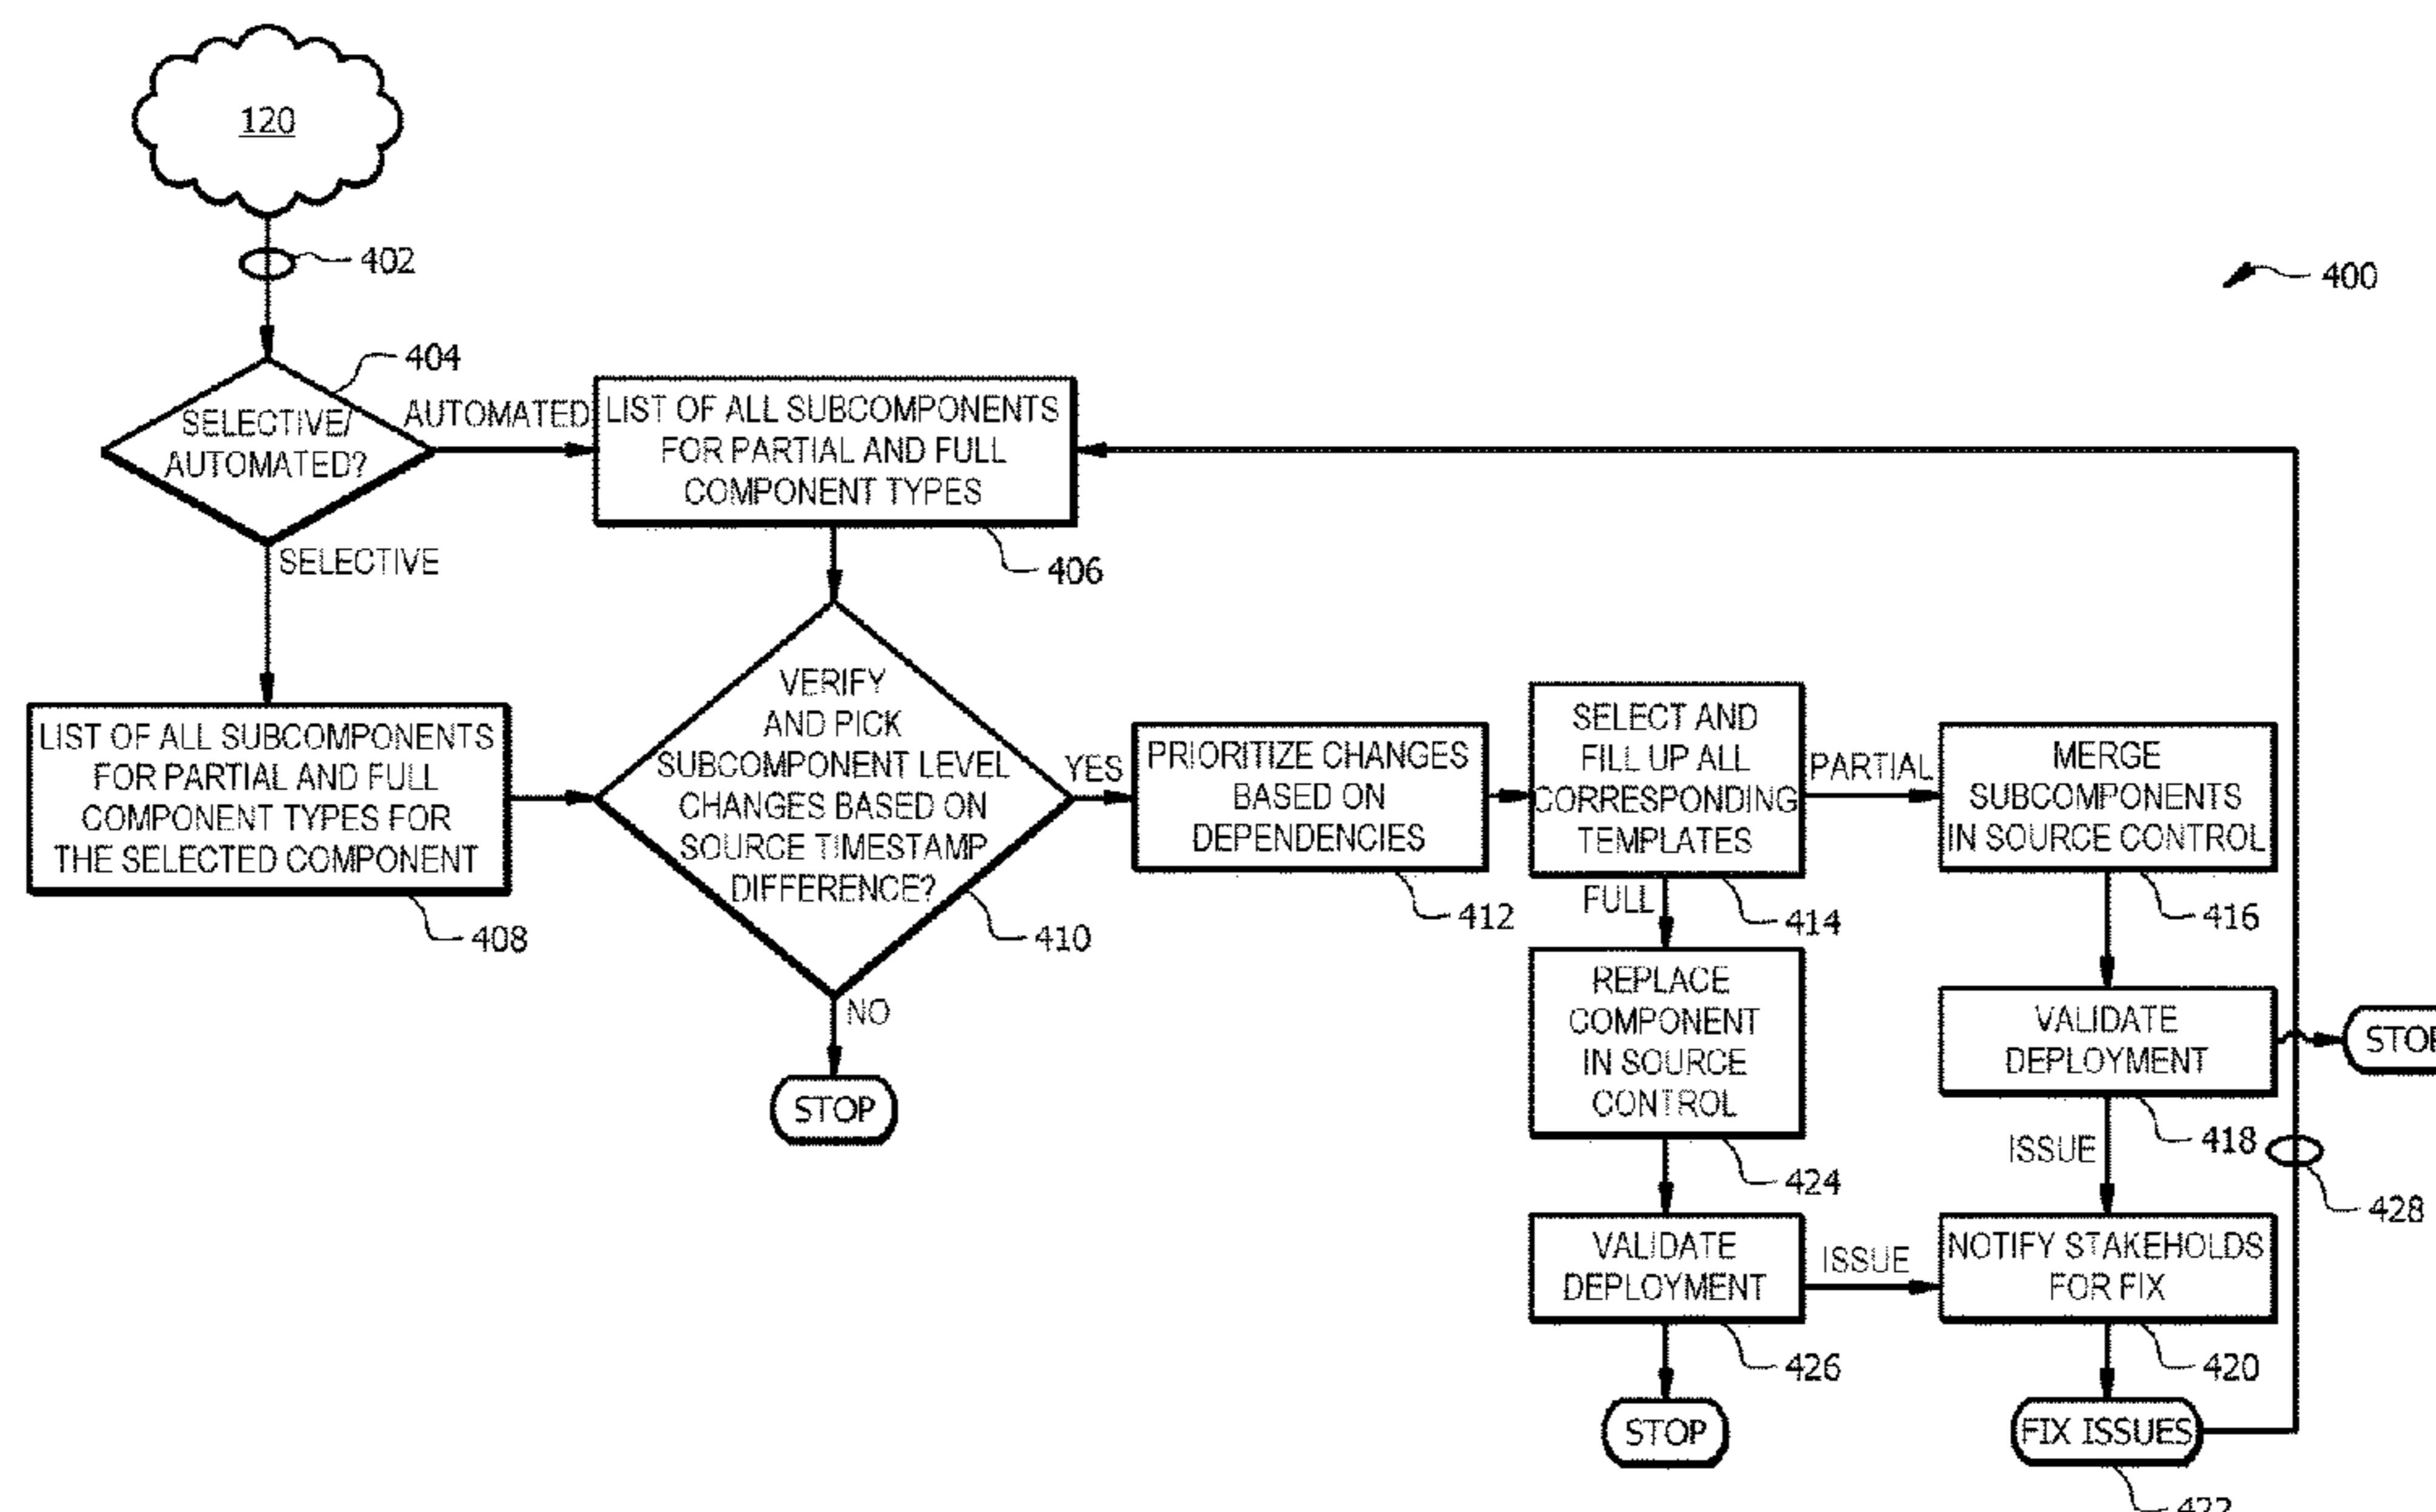 120
402
400
404
SELECTIVE/
AUTOMATED?
AUTOMATED
SELECTIVE
LIST OF ALL SUBCOMPONENTS
FOR PARTIAL AND FULL
COMPONENT TYPES
406
LIST OF ALL SUBCOMPONENTS
FOR PARTIAL AND FULL
COMPONENT TYPES FOR
THE SELECTED COMPONENT
408
VERIFY
AND PICK
SUBCOMPONENT LEVEL
CHANGES BASED ON
SOURCE TIMESTAMP
DIFFERENCE?
410
YES
NO
STOP
PRIORITIZE CHANGES
BASED ON
DEPENDENCIES
412
SELECT AND
FILL UP ALL
CORRESPONDING
TEMPLATES
414
PARTIAL
FULL
MERGE
SUBCOMPONENTS
IN SOURCE CONTROL
416
REPLACE
COMPONENT
IN SOURCE
CONTROL
424
VALIDATE
DEPLOYMENT
418
ISSUE
428
VALIDATE
DEPLOYMENT
426
ISSUE
NOTIFY STAKEHOLDS
FOR FIX
420
STOP
FIX ISSUES